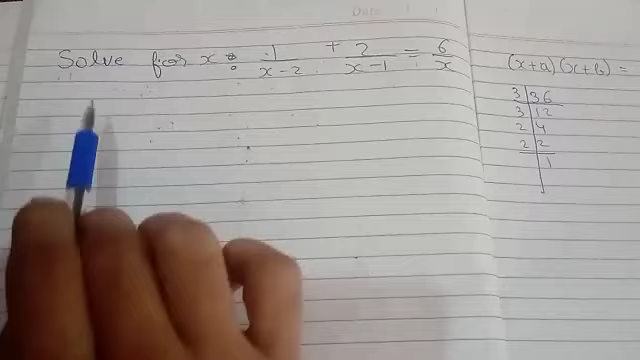 Date
Solve for x: 1/(x-2) + 2/(x-1) = 6/x
(x+a)(x+b) =
3 | 36
3 | 12
2 | 4
2 | 2
1